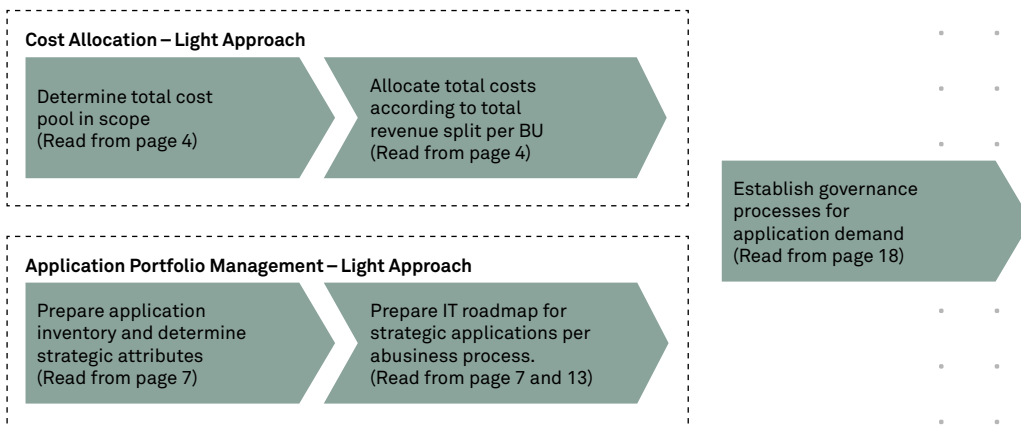 Cost Allocation – Light Approach
Determine total cost
pool in scope
(Read from page 4)
Allocate total costs
according to total
revenue split per BU
(Read from page 4)
Establish governance
processes for
application demand
(Read from page 18)
Application Portfolio Management – Light Approach
Prepare application
inventory and determine
strategic attributes
(Read from page 7)
Prepare IT roadmap for
strategic applications per
abusiness process.
(Read from page 7 and 13)